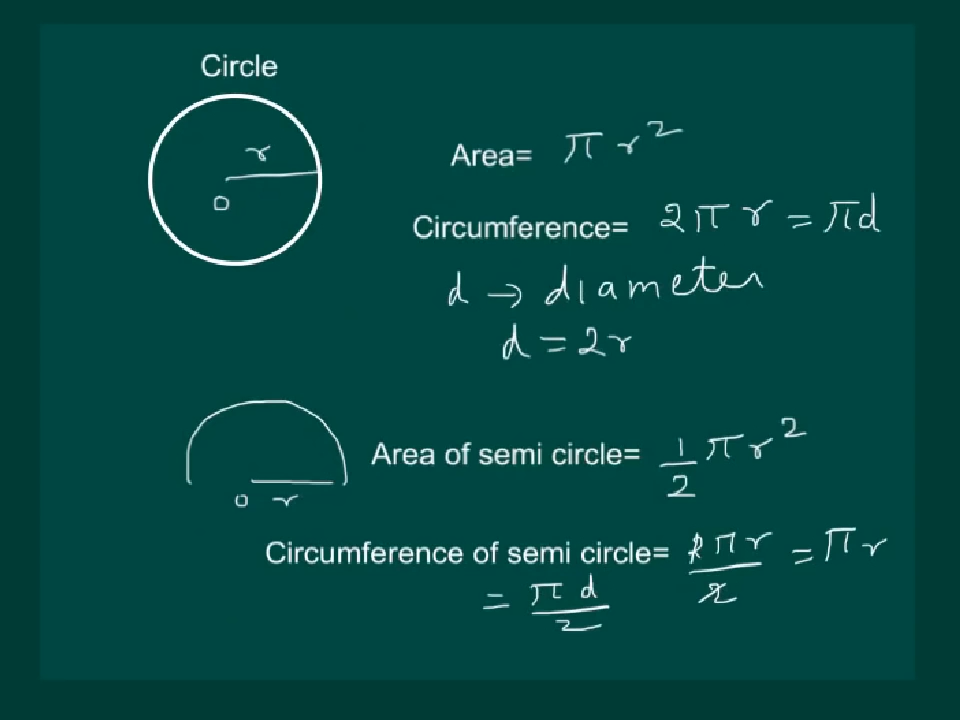 Circle
r
o
Area= πr²
Circumference= 2πr = πd
d → diameter
d = 2r
Area of semi circle= 1/2 πr²
o r
Circumference of semi circle= 2πr/2 = πr
= πd/2